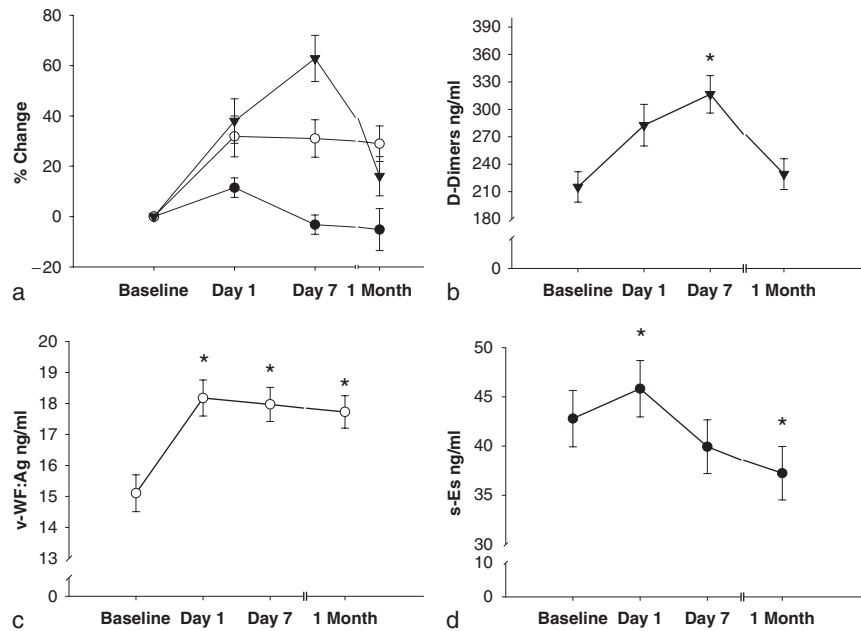 80
60
40
20
0
−20
% Change
Baseline Day 1 Day 7 1 Month
a
390
360
330
300
270
240
210
180
0
D-Dimers ng/ml
*
Baseline Day 1 Day 7 1 Month
b
20
19
18
17
16
15
14
13
0
v-WF:Ag ng/ml
* * *
Baseline Day 1 Day 7 1 Month
c
50
45
40
35
30
10
0
s-Es ng/ml
* *
Baseline Day 1 Day 7 1 Month
d